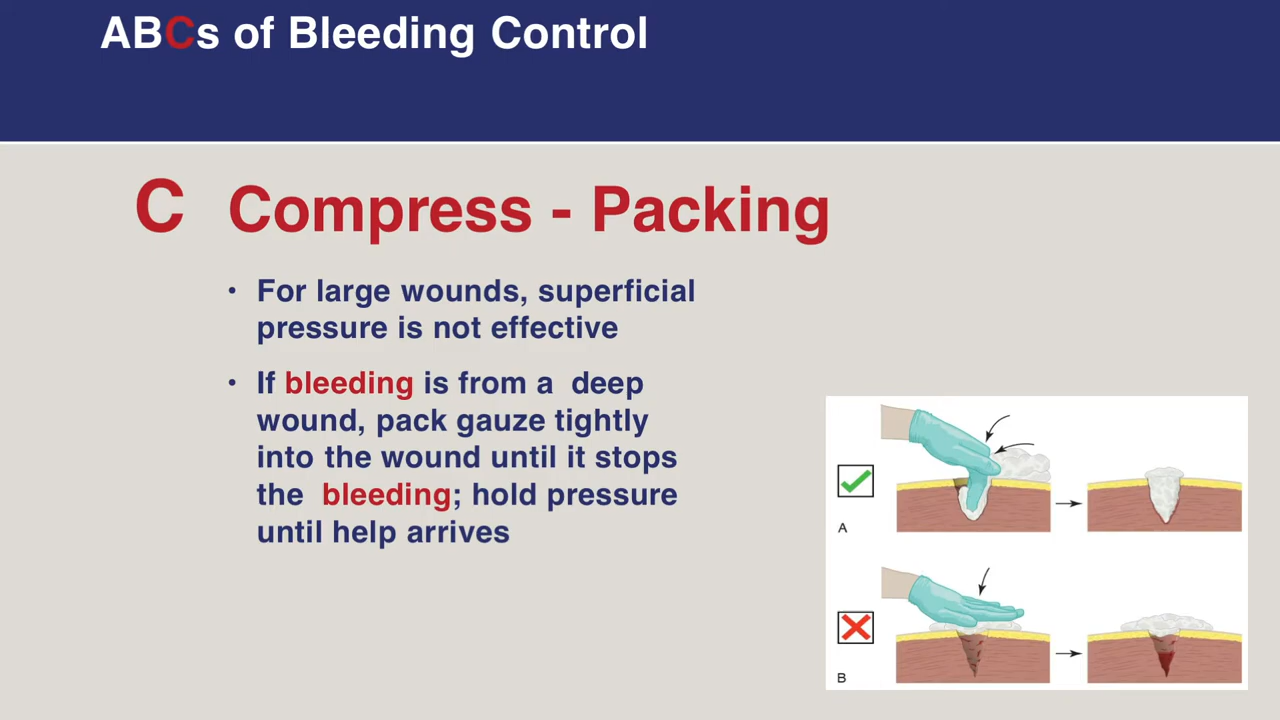 ABCs of Bleeding Control
C Compress - Packing
• For large wounds, superficial
pressure is not effective
• If bleeding is from a deep
wound, pack gauze tightly
into the wound until it stops
the bleeding; hold pressure
until help arrives
A
B